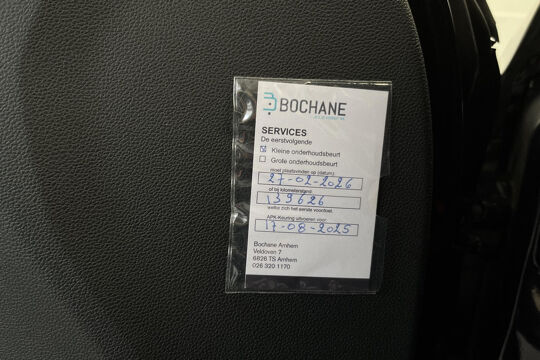 BOCHANE
SERVICES
De eerstvolgende
Kleine onderhoudsbeurt
Grote onderhoudsbeurt
moet plaatsvinden op (datum):
27-02-2026
of bij kilometerstand:
139626
welke zich het eerste voordoet.
APK-Keuring uitvoeren voor:
17-08-2025
Bochane Arnhem
Veldoven 7
6826 TS Arnhem
026 320 1170